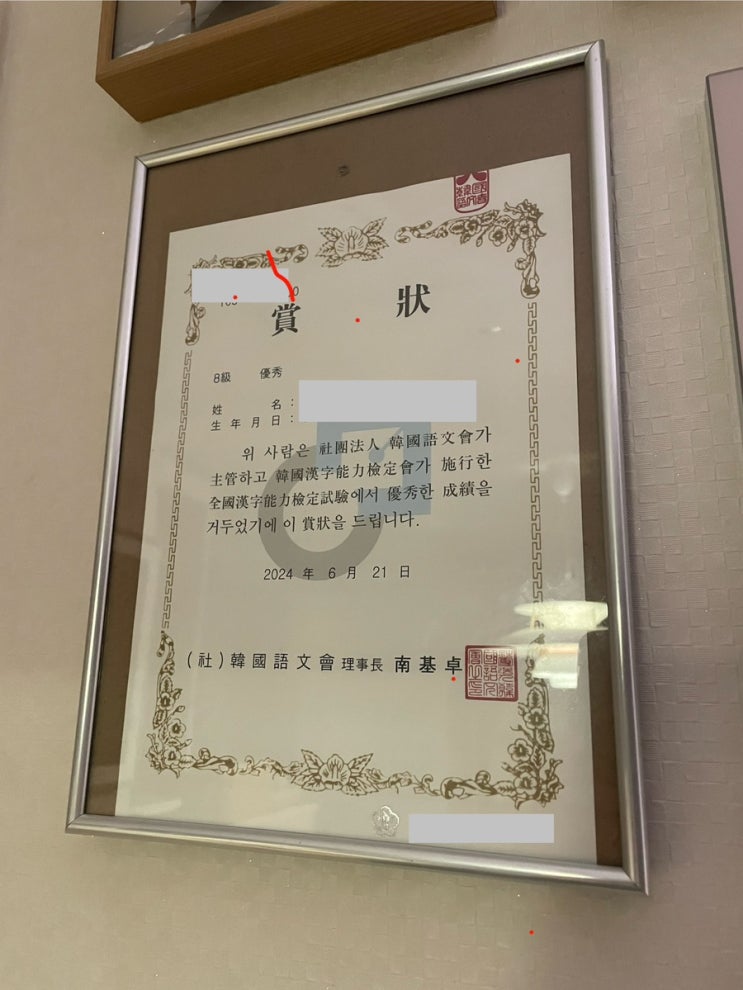 賞 狀
8級 優秀
姓 名 :
生 年 月 日 :
위 사람은 社團法人 韓國語文會가
主管하고 韓國漢字能力檢定會가 施行한
全國漢字能力檢定試驗에서 優秀한 成績을
거두었기에 이 賞狀을 드립니다.
2024 年 6 月 21 日
(社) 韓國語文會 理事長 南基卓